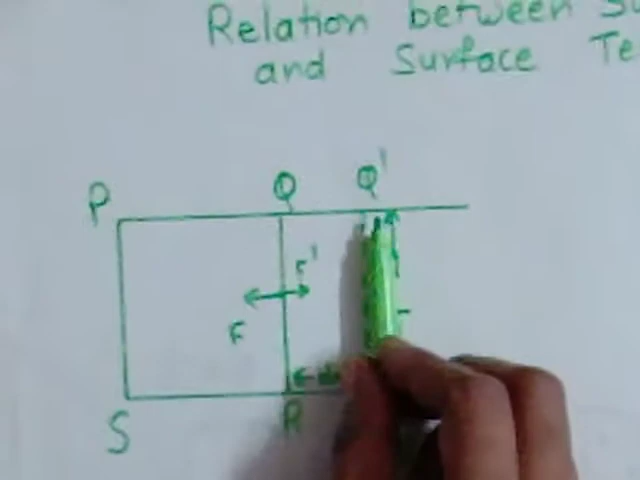 Relation between
and Surface
P Q Q'
F'
F
S R